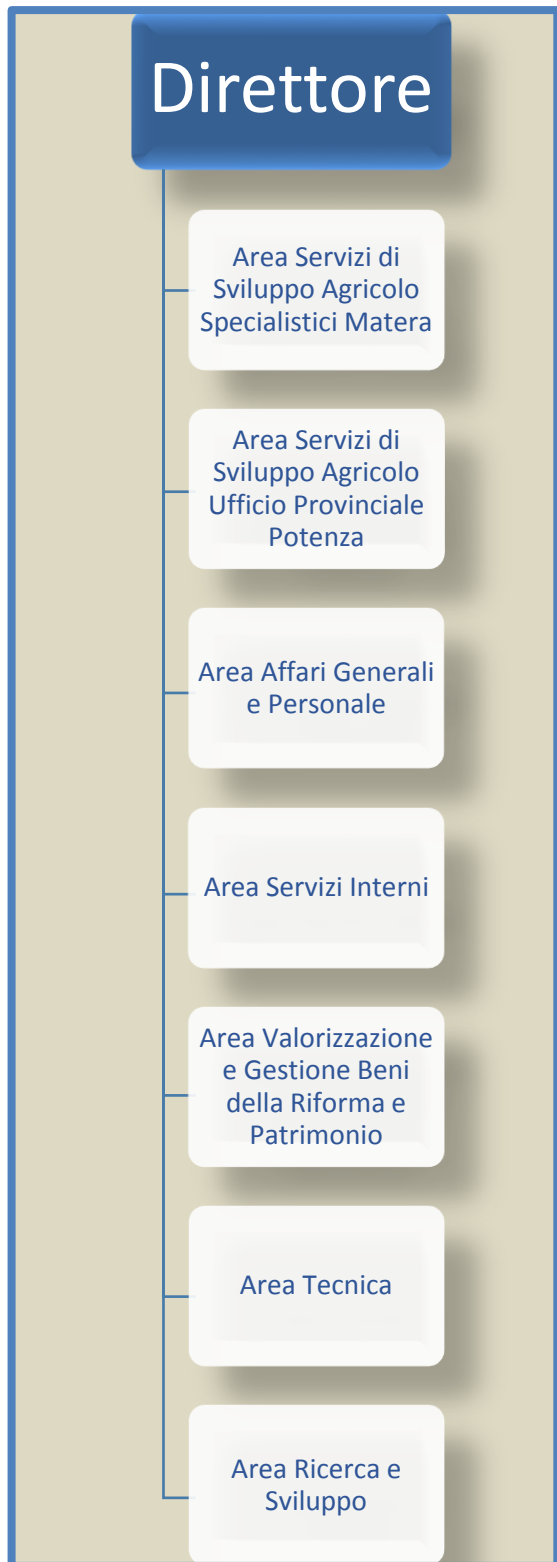 Direttore
Area Servizi di
Sviluppo Agricolo
Specialistici Matera
Area Servizi di
Sviluppo Agricolo
Ufficio Provinciale
Potenza
Area Affari Generali
e Personale
Area Servizi Interni
Area Valorizzazione
e Gestione Beni
della Riforma e
Patrimonio
Area Tecnica
Area Ricerca e
Sviluppo